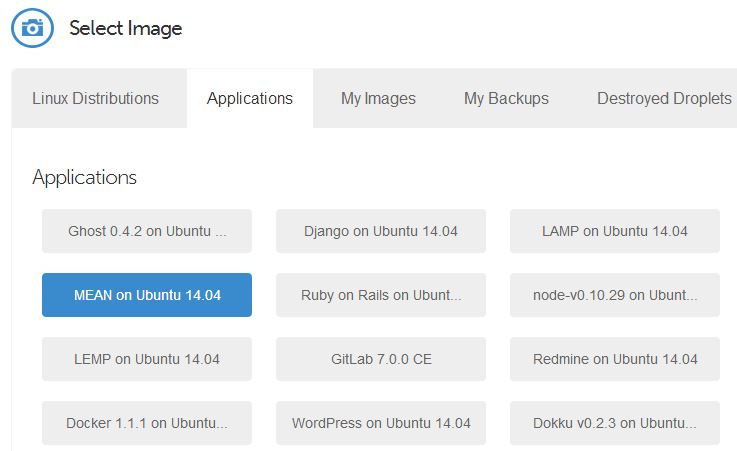 Select Image
Linux Distributions Applications My Images My Backups Destroyed Droplets
Applications
Ghost 0.4.2 on Ubuntu ... Django on Ubuntu 14.04 LAMP on Ubuntu 14.04
MEAN on Ubuntu 14.04 Ruby on Rails on Ubunt... node-v0.10.29 on Ubunt...
LEMP on Ubuntu 14.04 GitLab 7.0.0 CE Redmine on Ubuntu 14.04
Docker 1.1.1 on Ubuntu... WordPress on Ubuntu 14.04 Dokku v0.2.3 on Ubuntu...